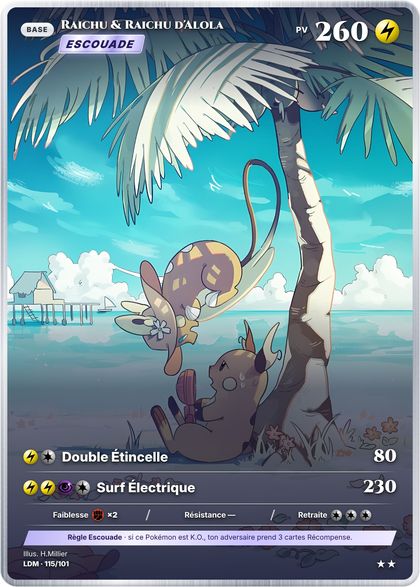 BASE Raichu & Raichu d'Alola PV 260
ESCOUADE
Double Étincelle 80
Surf Électrique 230
Faiblesse ×2 / Résistance — / Retraite
Règle Escouade · si ce Pokémon est K.O., ton adversaire prend 3 cartes Récompense.
Illus. H.Millier
LDM · 115/101